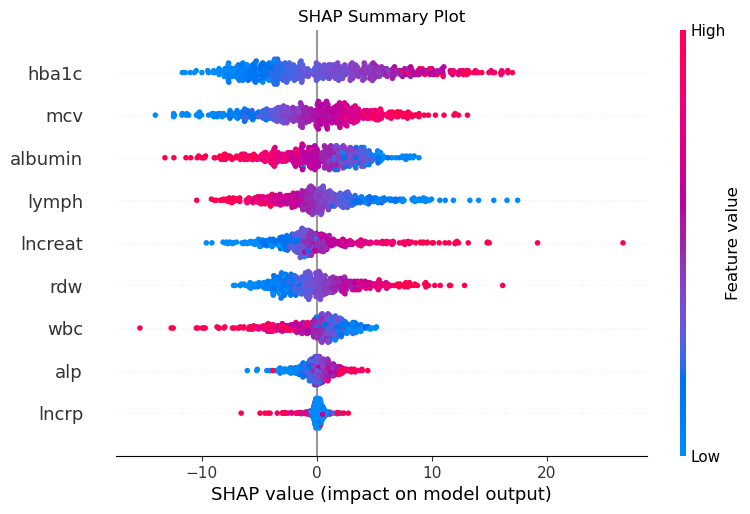 SHAP Summary Plot
High
hba1c
mcv
albumin
lymph
lncreat
rdw
wbc
alp
lncrp
Feature value
Low
−10 0 10 20
SHAP value (impact on model output)